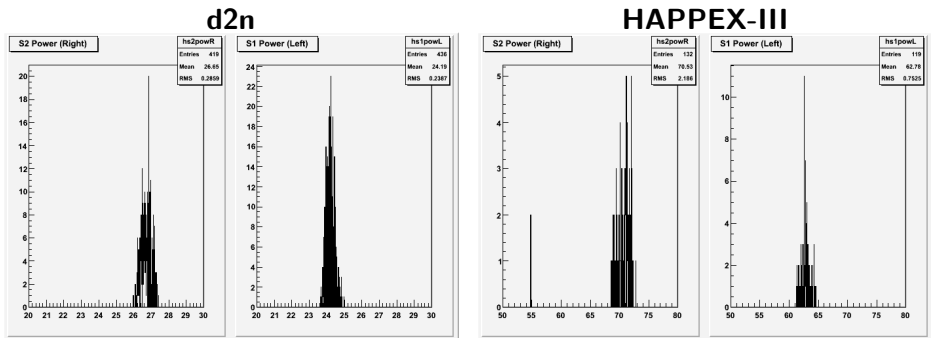 d2n
HAPPEX-III
S2 Power (Right)
hs2powR
Entries 419
Mean 26.65
RMS 0.2859
20
18
16
14
12
10
8
6
4
2
0
20 21 22 23 24 25 26 27 28 29 30
S1 Power (Left)
hs1powL
Entries 436
Mean 24.19
RMS 0.2387
24
22
20
18
16
14
12
10
8
6
4
2
0
20 21 22 23 24 25 26 27 28 29 30
S2 Power (Right)
hs2powR
Entries 132
Mean 70.53
RMS 2.186
5
4
3
2
1
0
50 55 60 65 70 75 80
S1 Power (Left)
hs1powL
Entries 119
Mean 62.78
RMS 0.7525
10
8
6
4
2
0
50 55 60 65 70 75 80